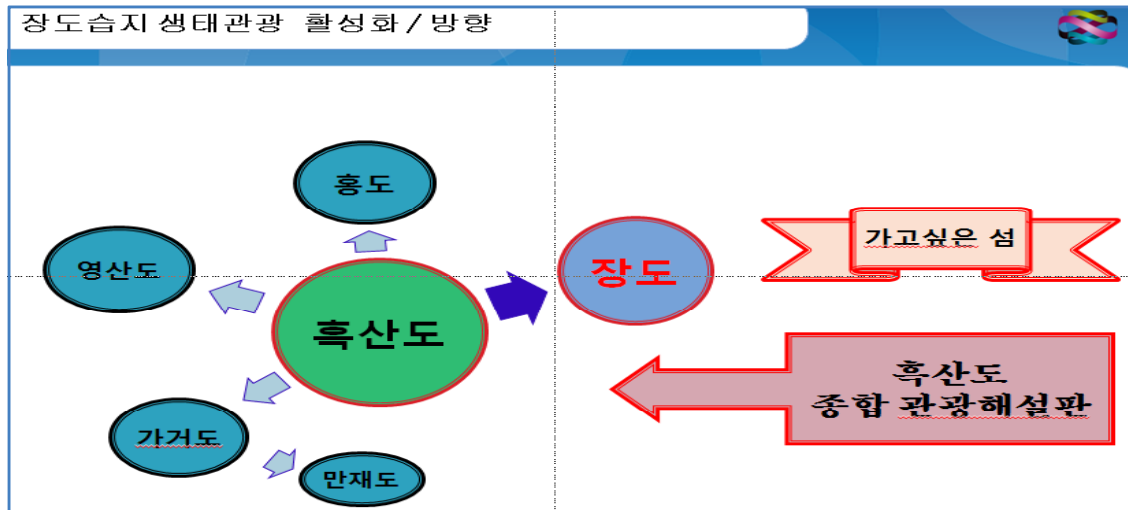 장도습지 생태관광 활성화 / 방향
홍도
가고싶은 섬
영산도
장도
흑산도
흑산도
종합 관광해설판
가거도
만재도